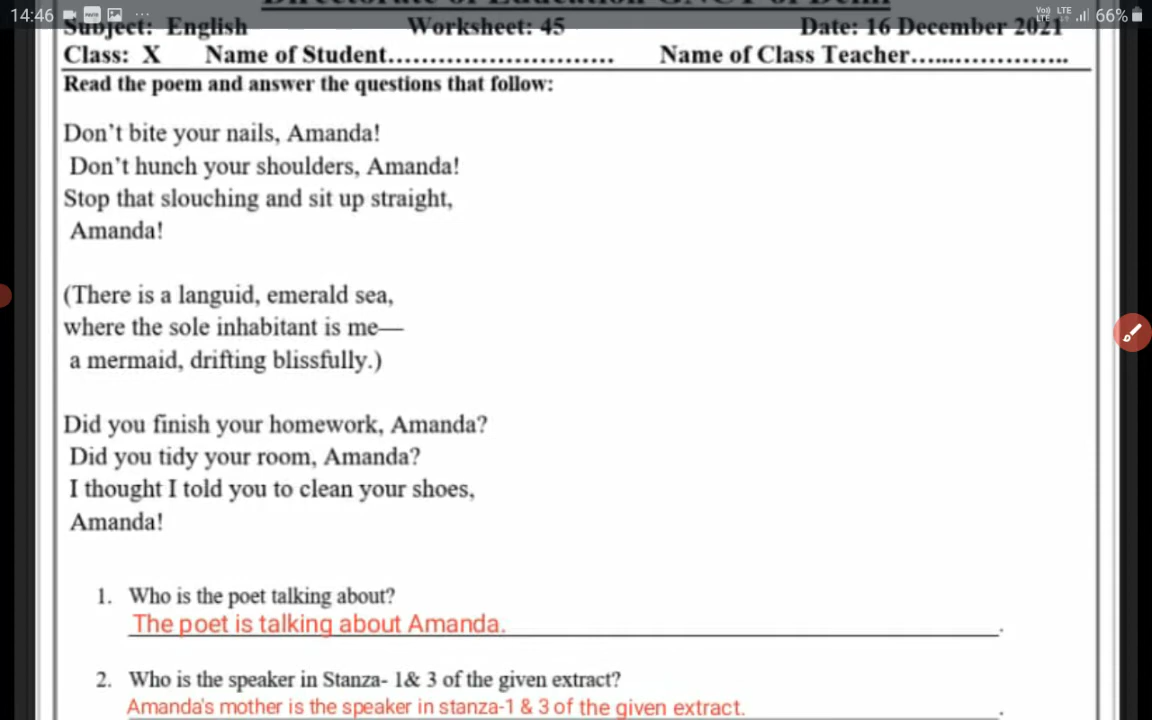 14:46 66%
Directorate of Education GNCT of Delhi
Subject: English Worksheet: 45 Date: 16 December 2021
Class: X Name of Student........................... Name of Class Teacher.....................
Read the poem and answer the questions that follow:
Don't bite your nails, Amanda!
Don't hunch your shoulders, Amanda!
Stop that slouching and sit up straight,
Amanda!
(There is a languid, emerald sea,
where the sole inhabitant is me—
a mermaid, drifting blissfully.)
Did you finish your homework, Amanda?
Did you tidy your room, Amanda?
I thought I told you to clean your shoes,
Amanda!
1. Who is the poet talking about?
The poet is talking about Amanda.
2. Who is the speaker in Stanza- 1& 3 of the given extract?
Amanda's mother is the speaker in stanza-1 & 3 of the given extract.